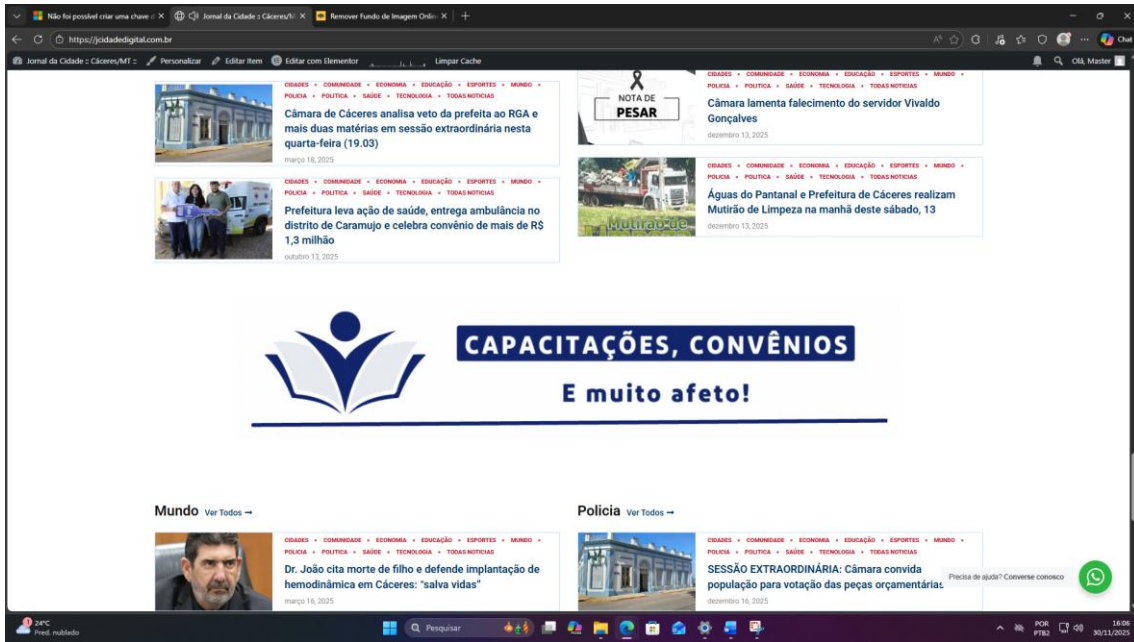 Não foi possível criar uma chave d
Jornal da Cidade :: Cáceres/MT
Remover Fundo de Imagem Onlin
https://jcidadedigital.com.br
Chat
Jornal da Cidade :: Cáceres/MT ::
Personalizar
Editar Item
Editar com Elementor
Limpar Cache
Olá, Master
CIDADES • COMUNIDADE • ECONOMIA • EDUCAÇÃO • ESPORTES • MUNDO •
POLICIA • POLITICA • SAÚDE • TECNOLOGIA • TODAS NOTICIAS
Câmara de Cáceres analisa veto da prefeita ao RGA e
mais duas matérias em sessão extraordinária nesta
quarta-feira (19.03)
março 18, 2025
CIDADES • COMUNIDADE • ECONOMIA • EDUCAÇÃO • ESPORTES • MUNDO •
POLICIA • POLITICA • SAÚDE • TECNOLOGIA • TODAS NOTICIAS
Prefeitura leva ação de saúde, entrega ambulância no
distrito de Caramujo e celebra convênio de mais de R$
1,3 milhão
outubro 13, 2025
NOTA DE
PESAR
CIDADES • COMUNIDADE • ECONOMIA • EDUCAÇÃO • ESPORTES • MUNDO •
POLICIA • POLITICA • SAÚDE • TECNOLOGIA • TODAS NOTICIAS
Câmara lamenta falecimento do servidor Vivaldo
Gonçalves
dezembro 13, 2025
Mutirão de
CIDADES • COMUNIDADE • ECONOMIA • EDUCAÇÃO • ESPORTES • MUNDO •
POLICIA • POLITICA • SAÚDE • TECNOLOGIA • TODAS NOTICIAS
Águas do Pantanal e Prefeitura de Cáceres realizam
Mutirão de Limpeza na manhã deste sábado, 13
dezembro 13, 2025
CAPACITAÇÕES, CONVÊNIOS
E muito afeto!
Mundo Ver Todos →
CIDADES • COMUNIDADE • ECONOMIA • EDUCAÇÃO • ESPORTES • MUNDO •
POLICIA • POLITICA • SAÚDE • TECNOLOGIA • TODAS NOTICIAS
Dr. João cita morte de filho e defende implantação de
hemodinâmica em Cáceres: “salva vidas”
março 16, 2025
Policia Ver Todos →
CIDADES • COMUNIDADE • ECONOMIA • EDUCAÇÃO • ESPORTES • MUNDO •
POLICIA • POLITICA • SAÚDE • TECNOLOGIA • TODAS NOTICIAS
SESSÃO EXTRAORDINÁRIA: Câmara convida
população para votação das peças orçamentárias
dezembro 16, 2025
Precisa de ajuda? Converse conosco
24°C
Pred. nublado
Pesquisar
POR
PTB2
16:06
30/11/2025